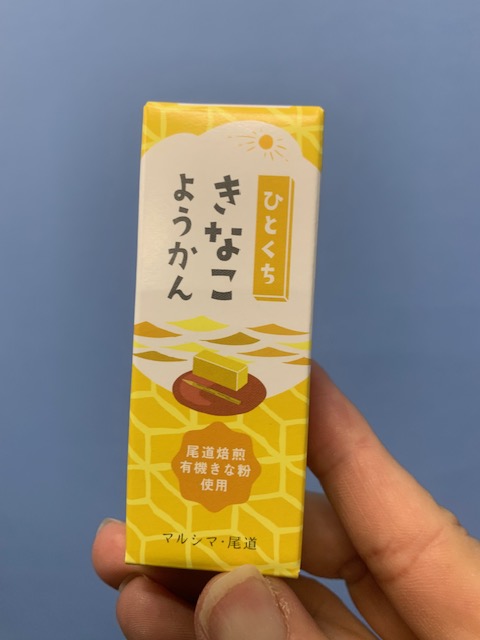 ひとくち
きなこ
ようかん
尾道焙煎
有機きな粉
使用
マルシマ・尾道